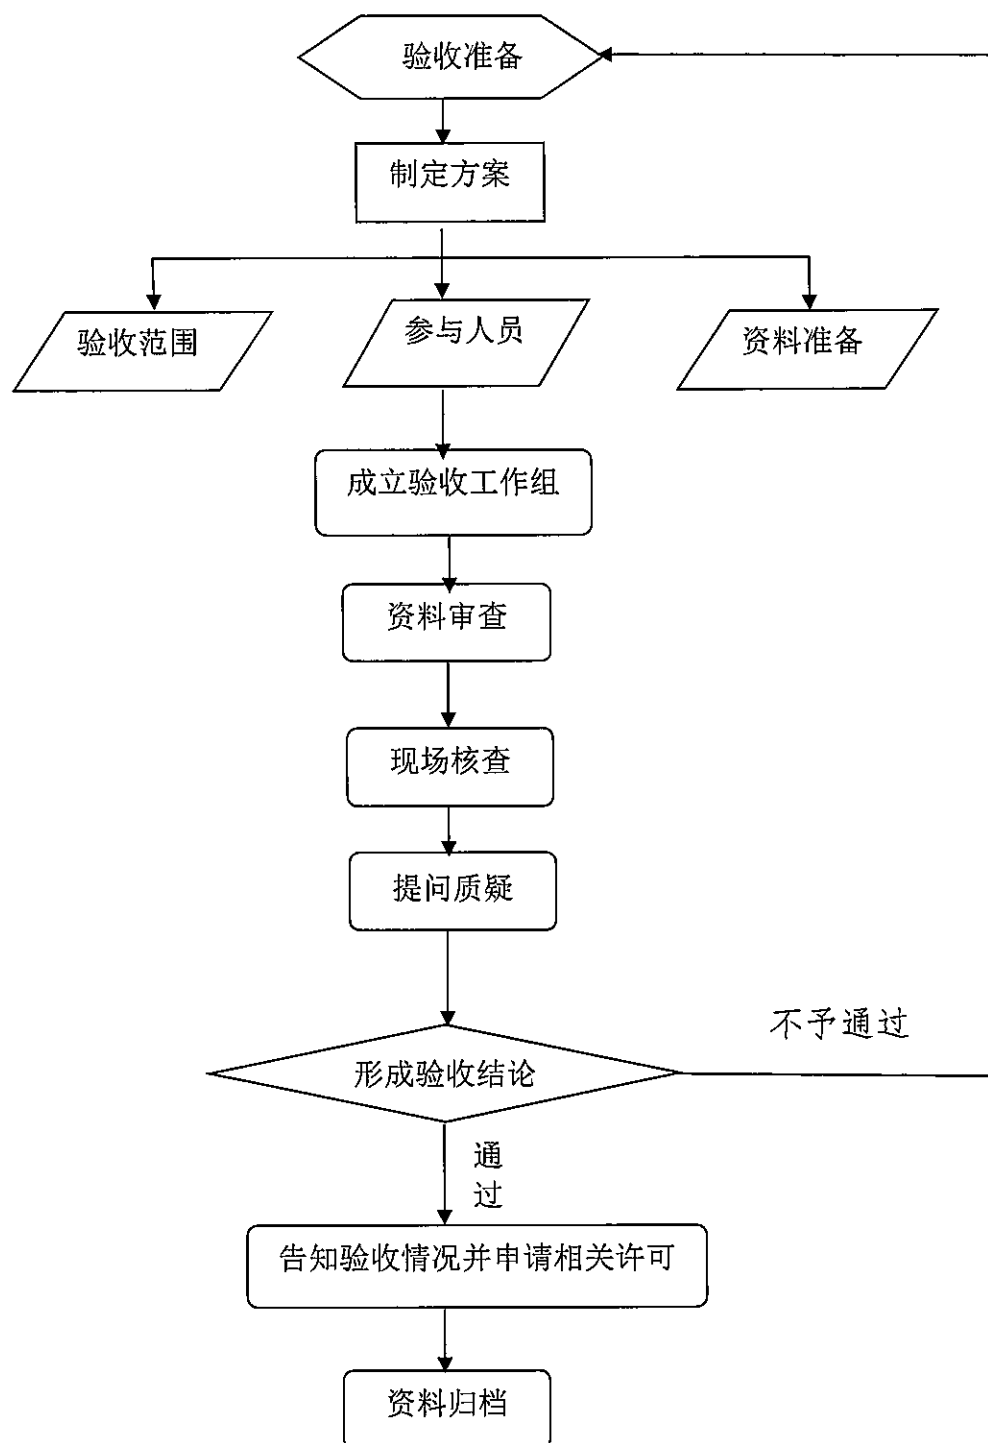 验收准备
制定方案
验收范围
参与人员
资料准备
成立验收工作组
资料审查
现场核查
提问质疑
不予通过
形成验收结论
通
过
告知验收情况并申请相关许可
资料归档